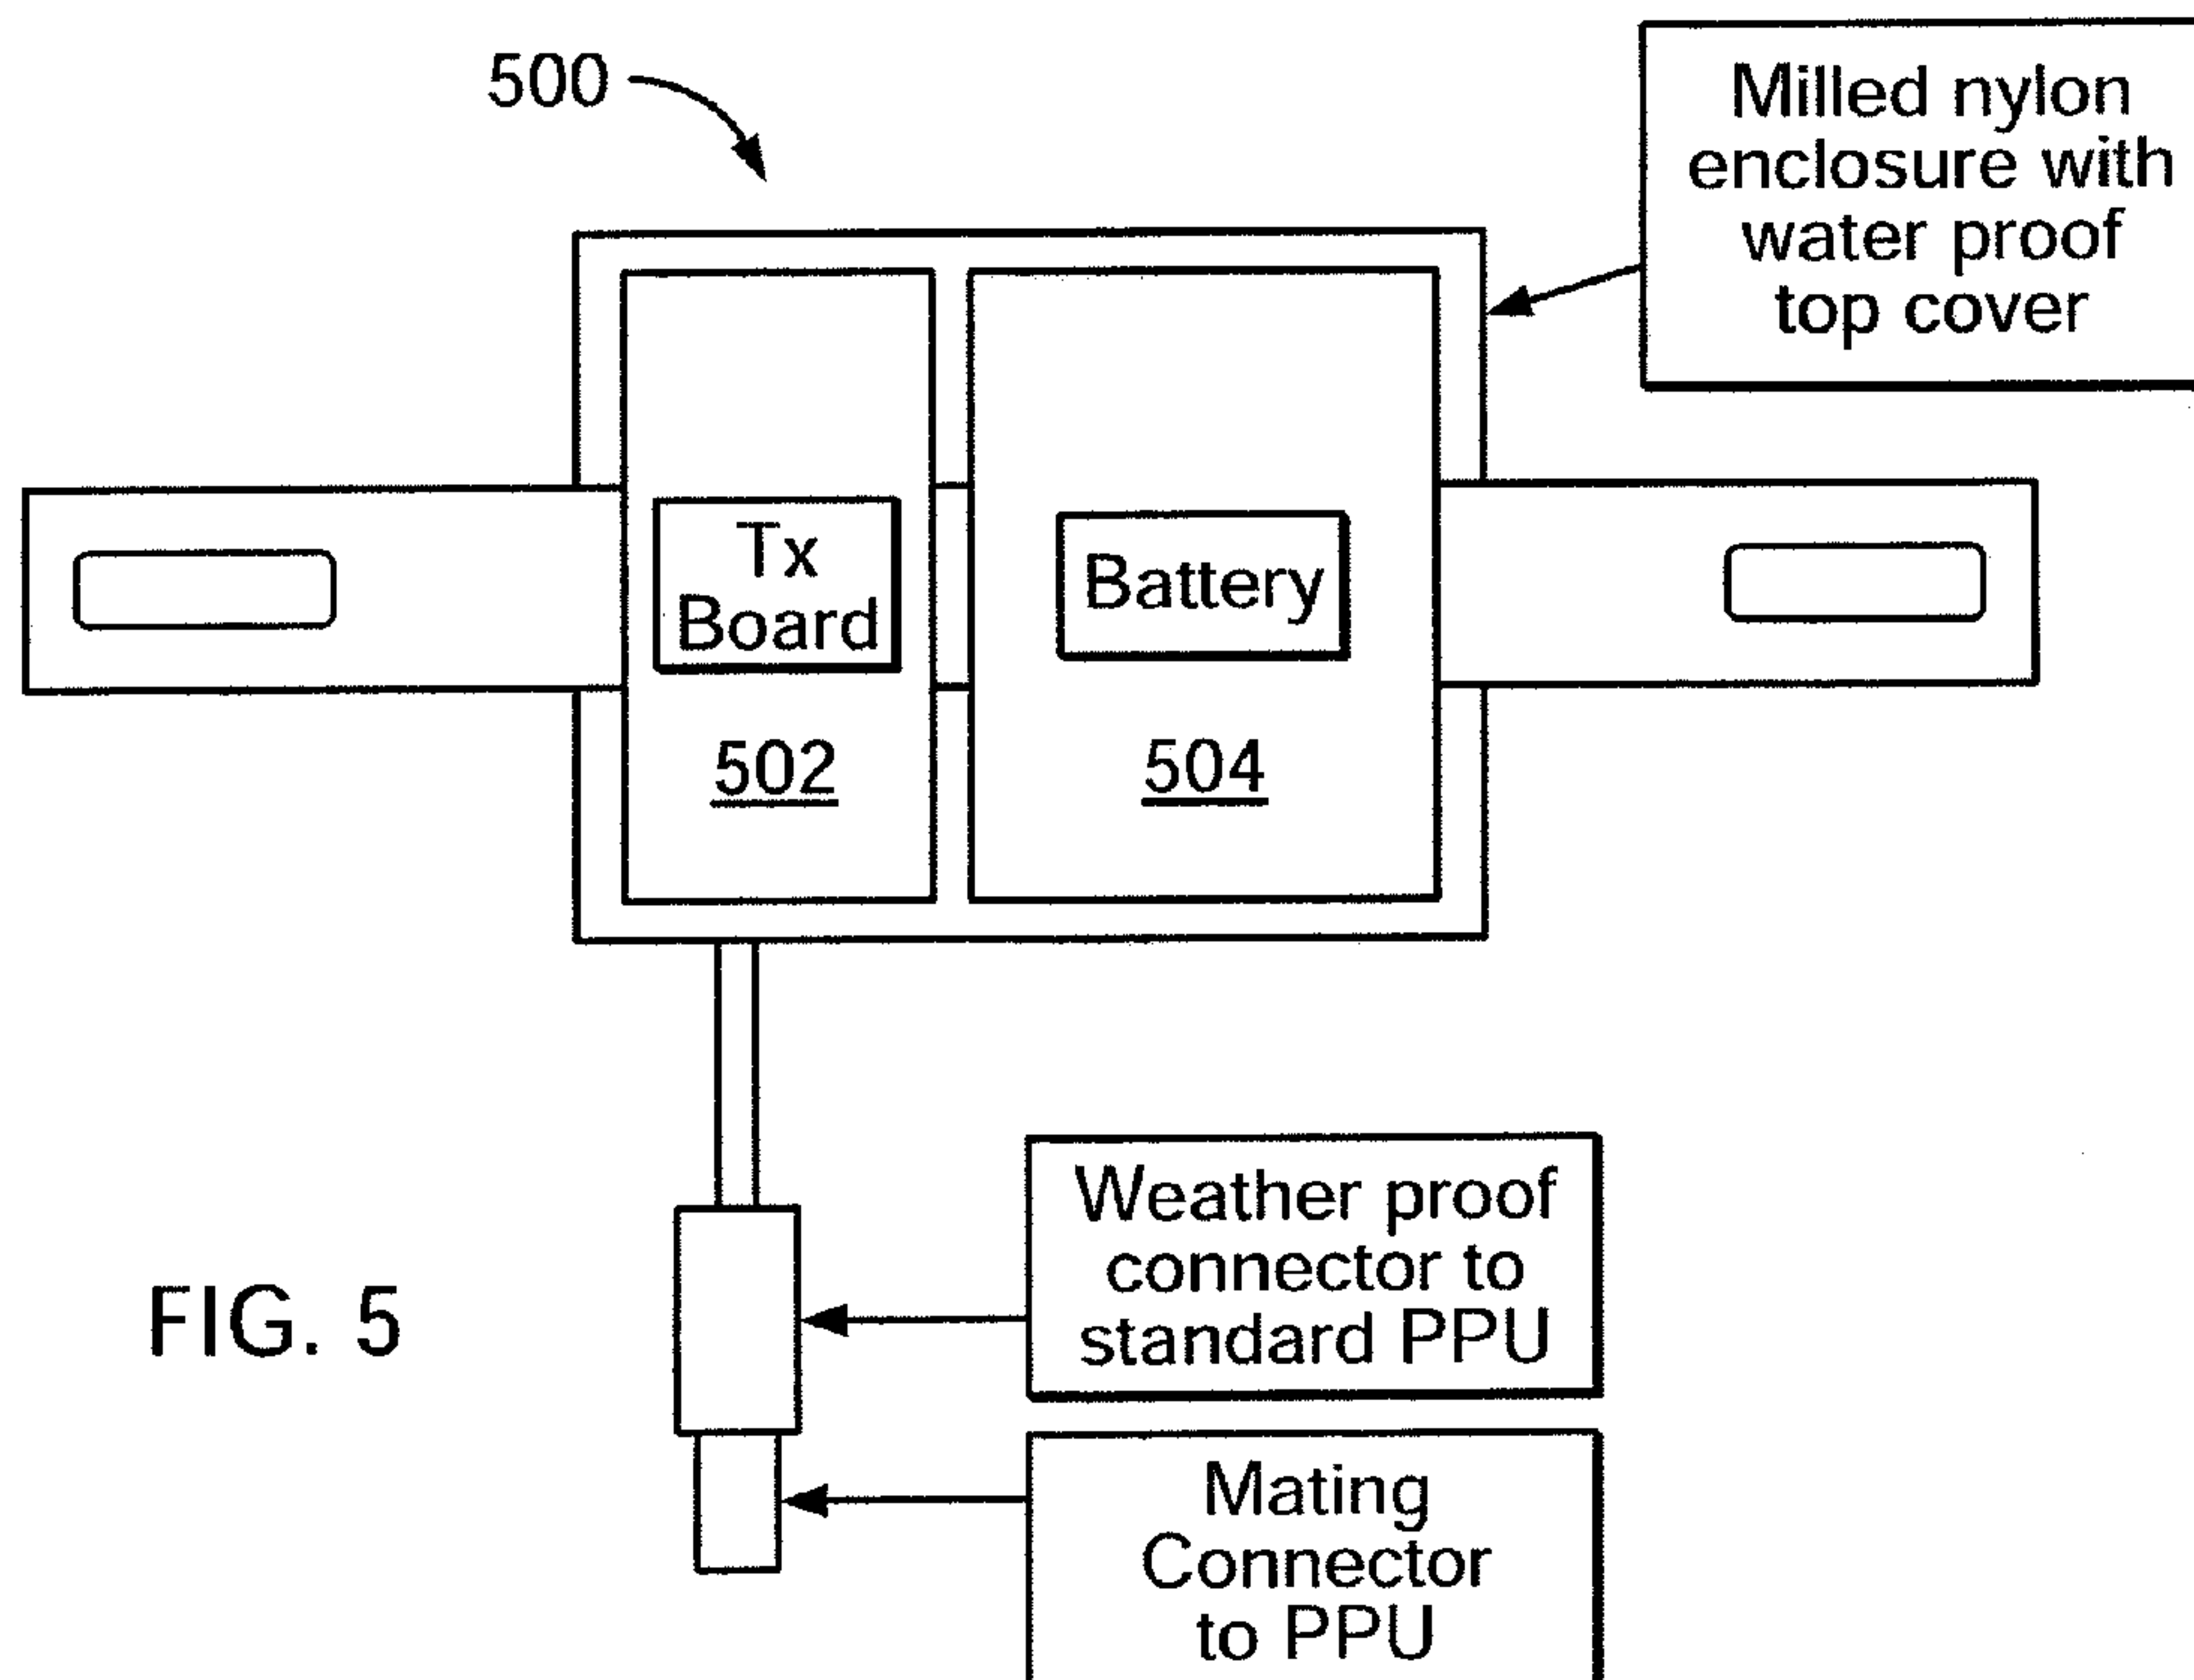 500
Milled nylon
enclosure with
water proof
top cover
Tx
Board
Battery
502
504
Weather proof
connector to
standard PPU
FIG. 5
Mating
Connector
to PPU